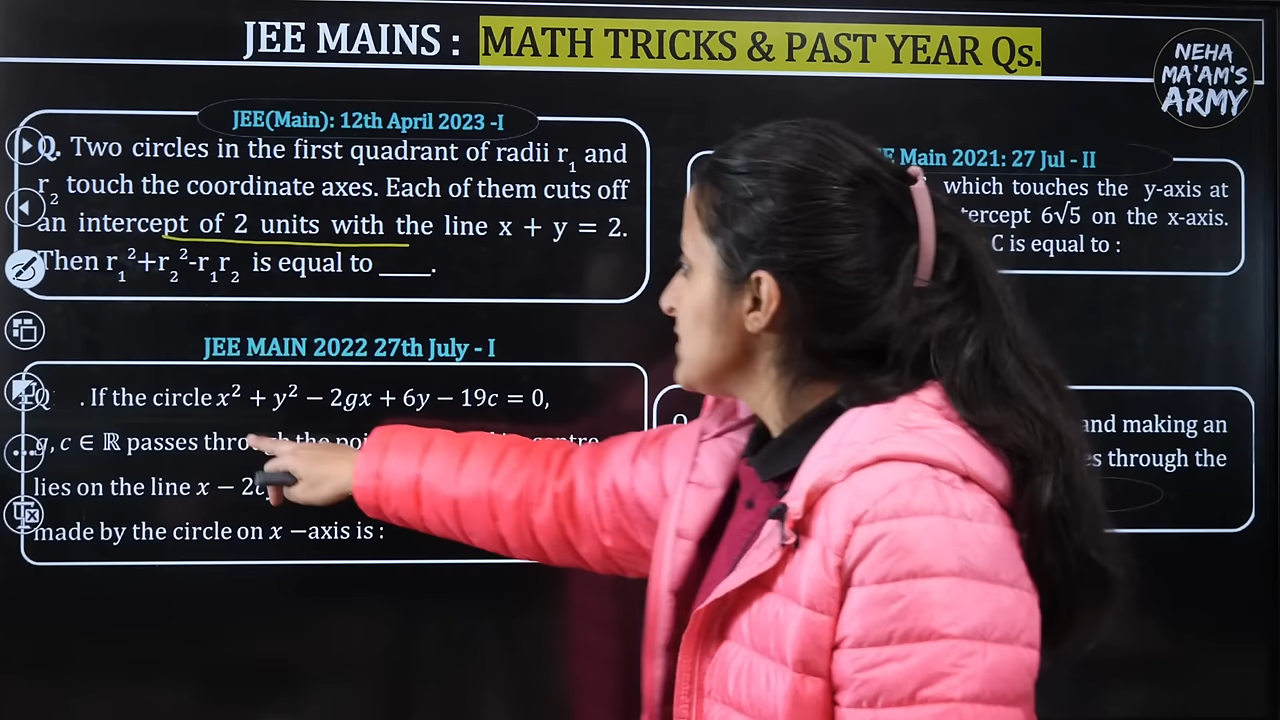 JEE MAINS : MATH TRICKS & PAST YEAR Qs.
NEHA
MA'AM'S
ARMY
JEE(Main): 12th April 2023 -I
Q. Two circles in the first quadrant of radii r₁ and
r₂ touch the coordinate axes. Each of them cuts off
an intercept of 2 units with the line x + y = 2.
Then r₁²+r₂²-r₁r₂ is equal to ____.
E Main 2021: 27 Jul - II
which touches the y-axis at
tercept 6√5 on the x-axis.
C is equal to :
JEE MAIN 2022 27th July - I
Q . If the circle x² + y² − 2gx + 6y − 19c = 0,
g, c ∈ ℝ passes through the
lies on the line x − 2
made by the circle on x −axis is :
and making an
es through the